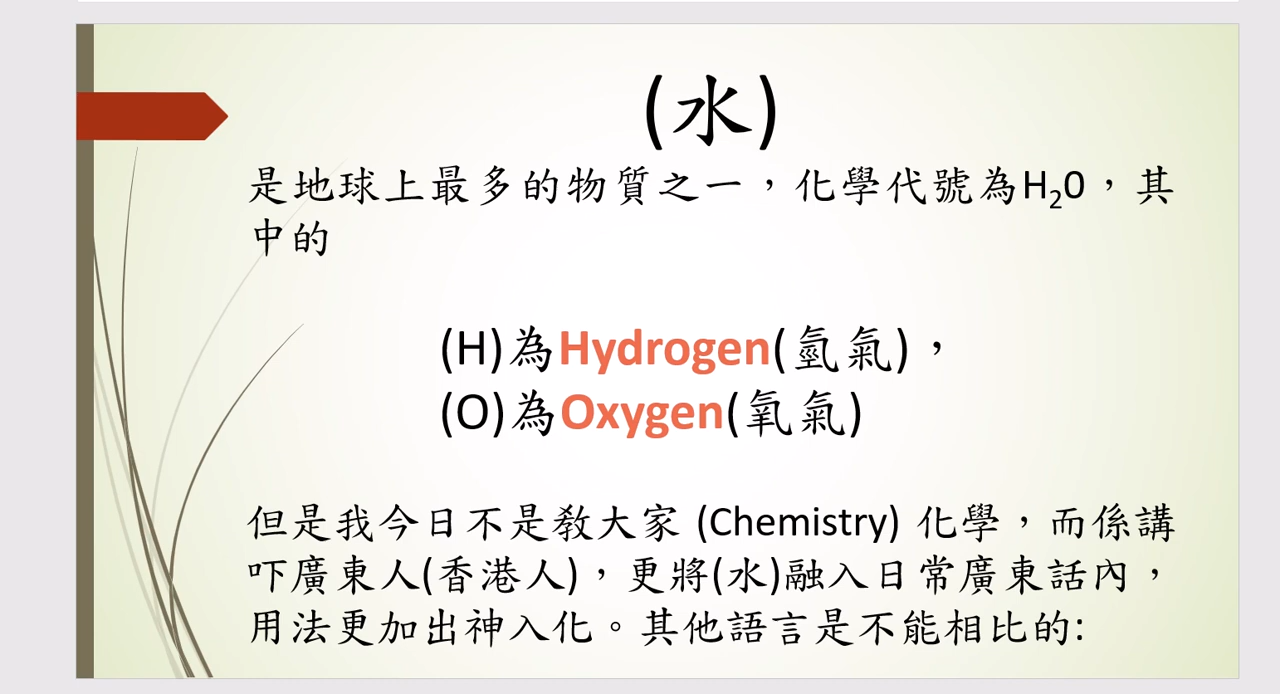 (水)
是地球上最多的物質之一，化學代號為H₂0，其
中的
(H)為Hydrogen(氫氣)，
(O)為Oxygen(氧氣)
但是我今日不是教大家 (Chemistry) 化學，而係講
吓廣東人(香港人)，更將(水)融入日常廣東話內，
用法更加出神入化。其他語言是不能相比的: